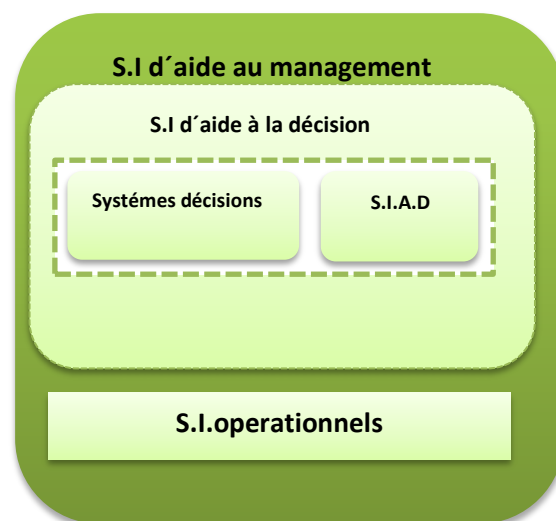 S.I d´aide au management
S.I d´aide à la décision
Systémes décisions
S.I.A.D
S.I.operationnels